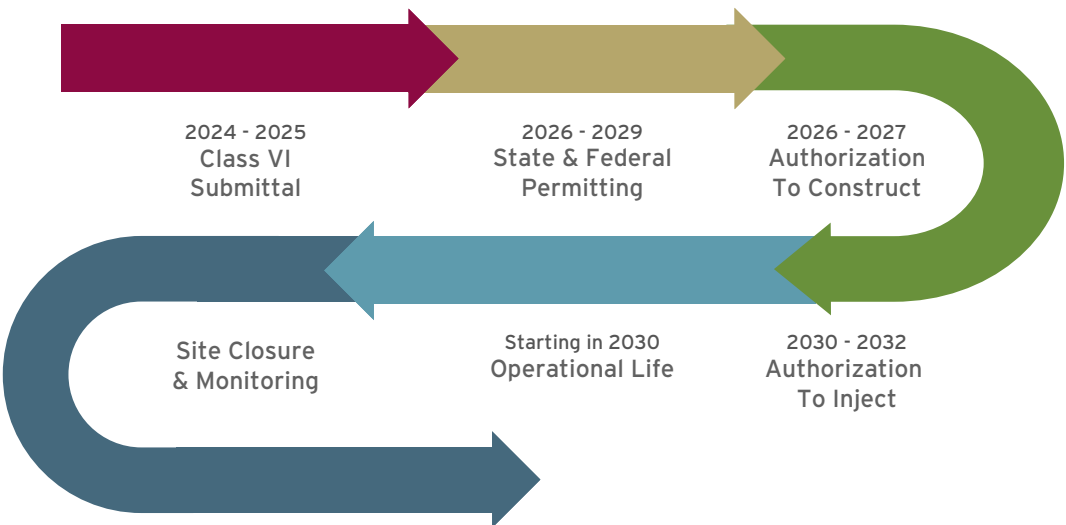 2024 - 2025
Class VI
Submittal
2026 - 2029
State & Federal
Permitting
2026 - 2027
Authorization
To Construct
2030 - 2032
Authorization
To Inject
Starting in 2030
Operational Life
Site Closure
& Monitoring